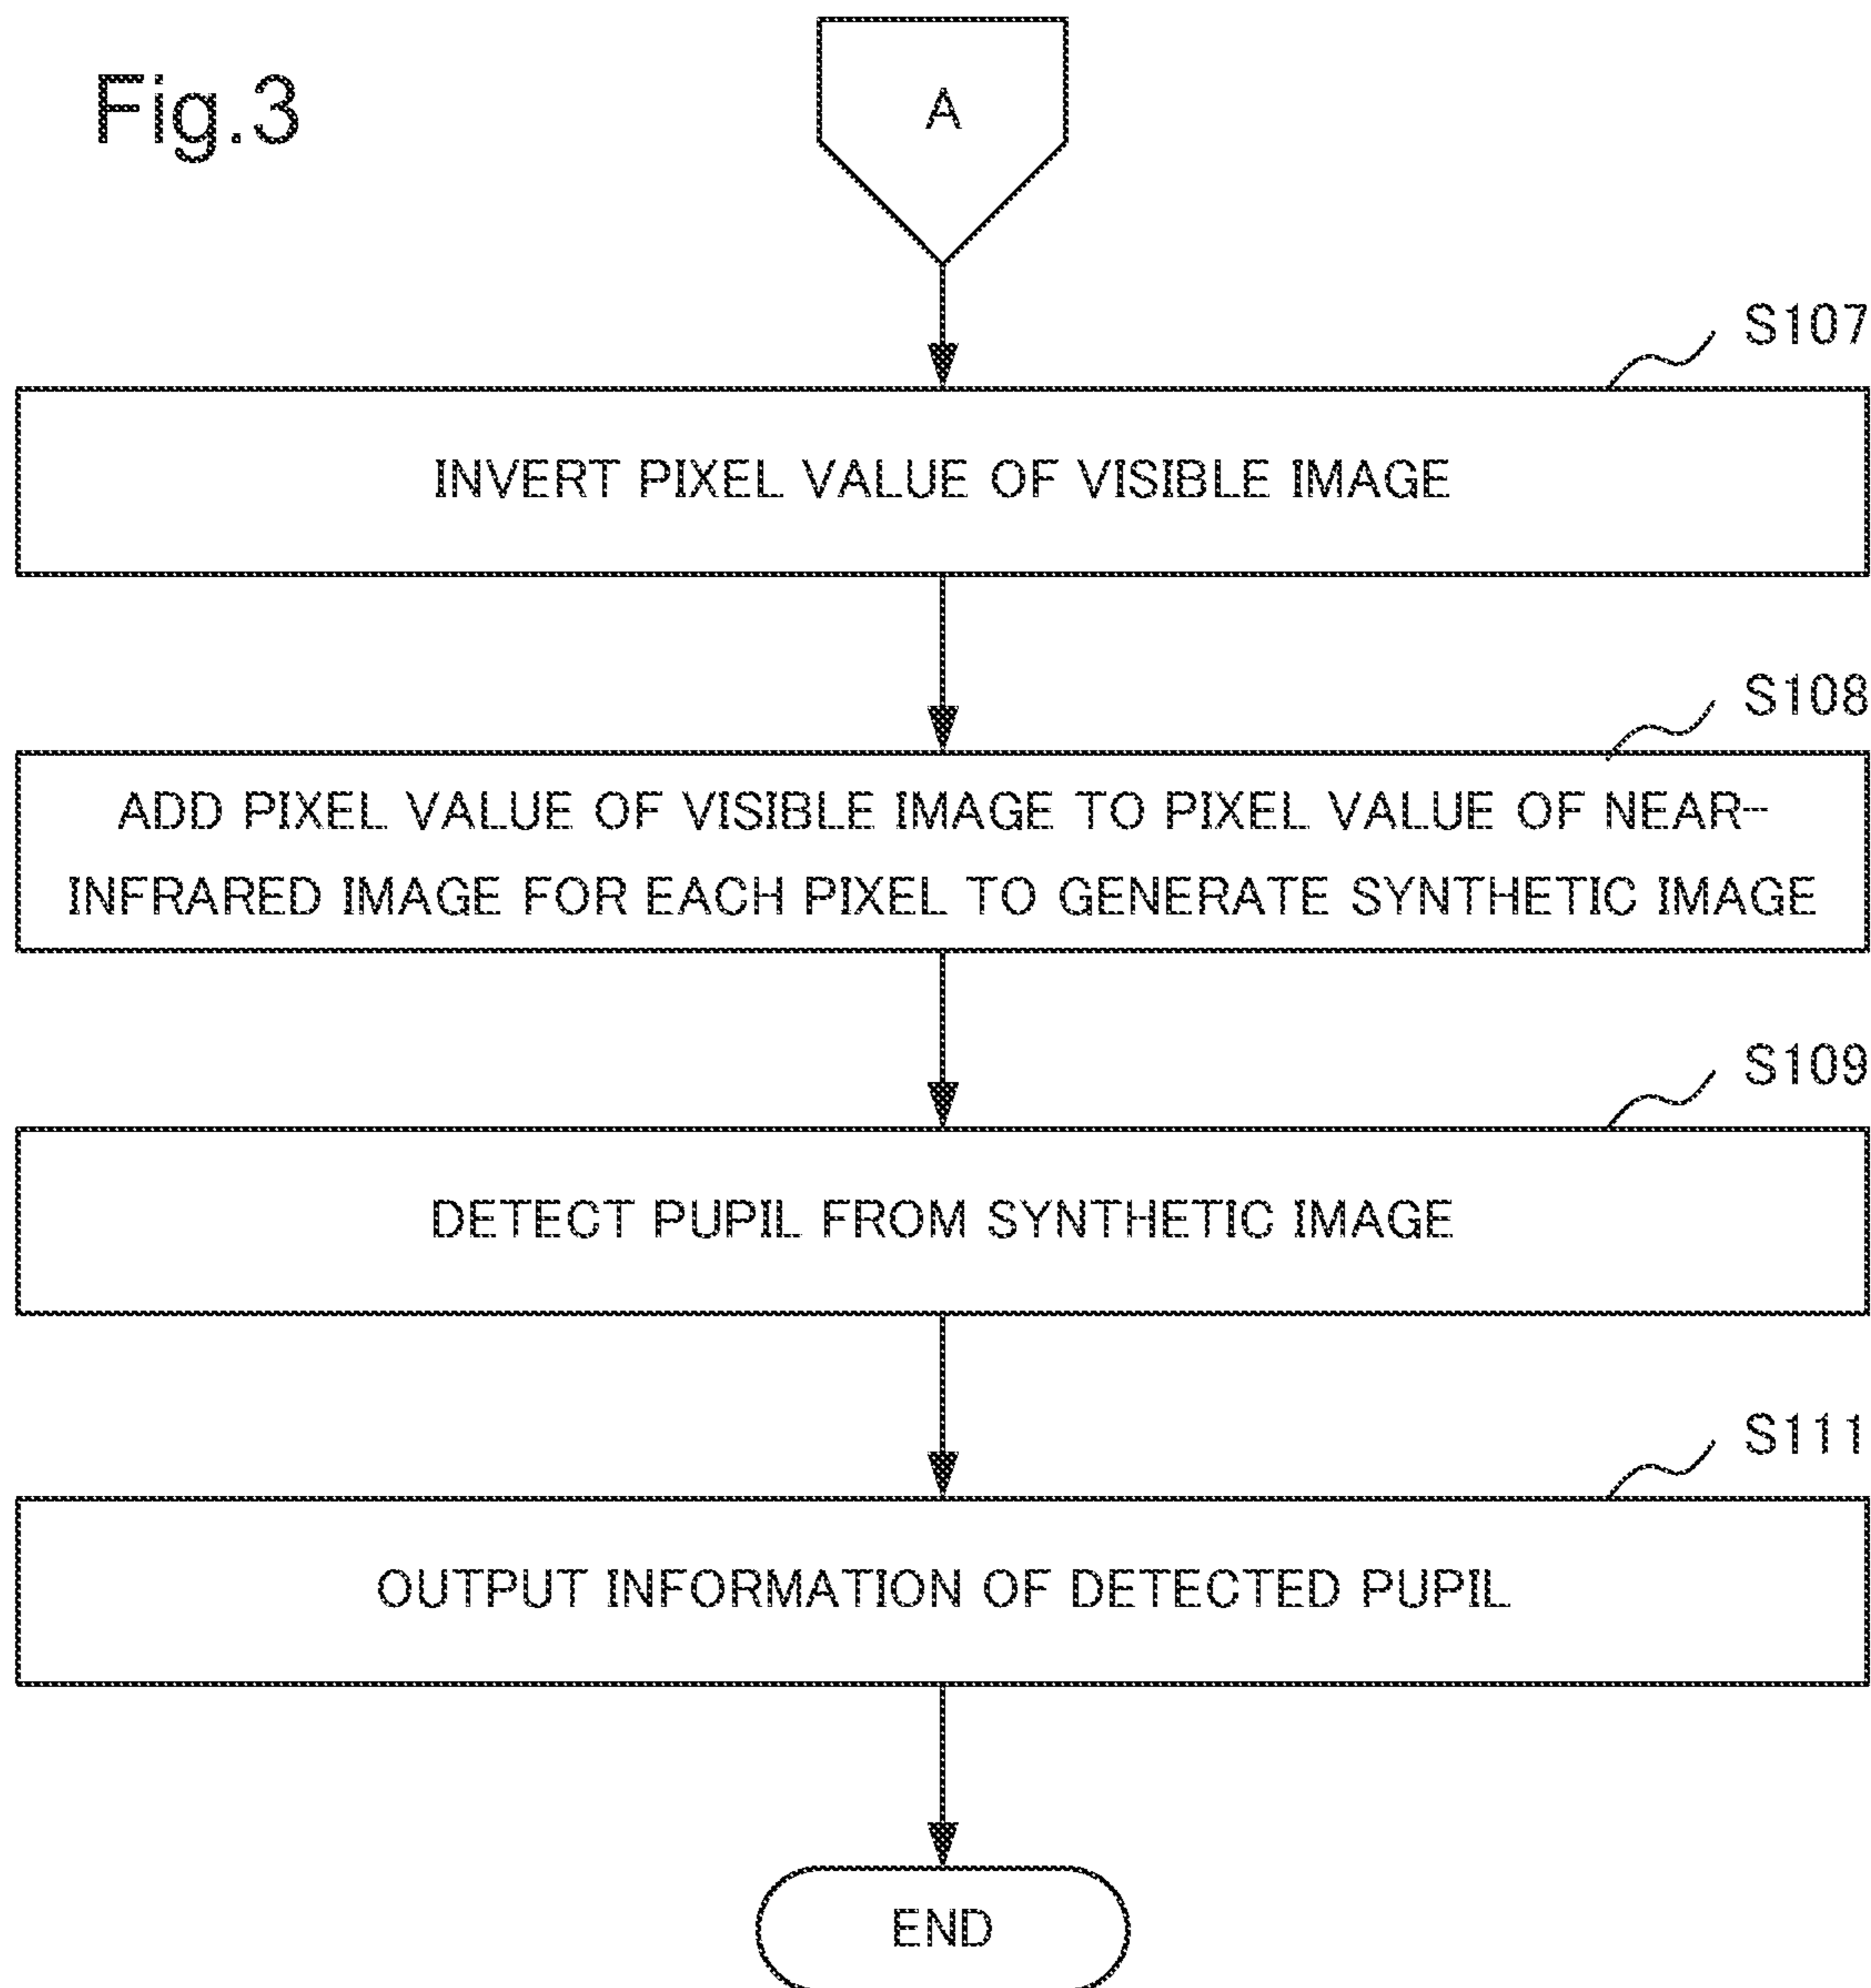 Fig.3
A
S107
INVERT PIXEL VALUE OF VISIBLE IMAGE
S108
ADD PIXEL VALUE OF VISIBLE IMAGE TO PIXEL VALUE OF NEAR-
INFRARED IMAGE FOR EACH PIXEL TO GENERATE SYNTHETIC IMAGE
S109
DETECT PUPIL FROM SYNTHETIC IMAGE
S111
OUTPUT INFORMATION OF DETECTED PUPIL
END